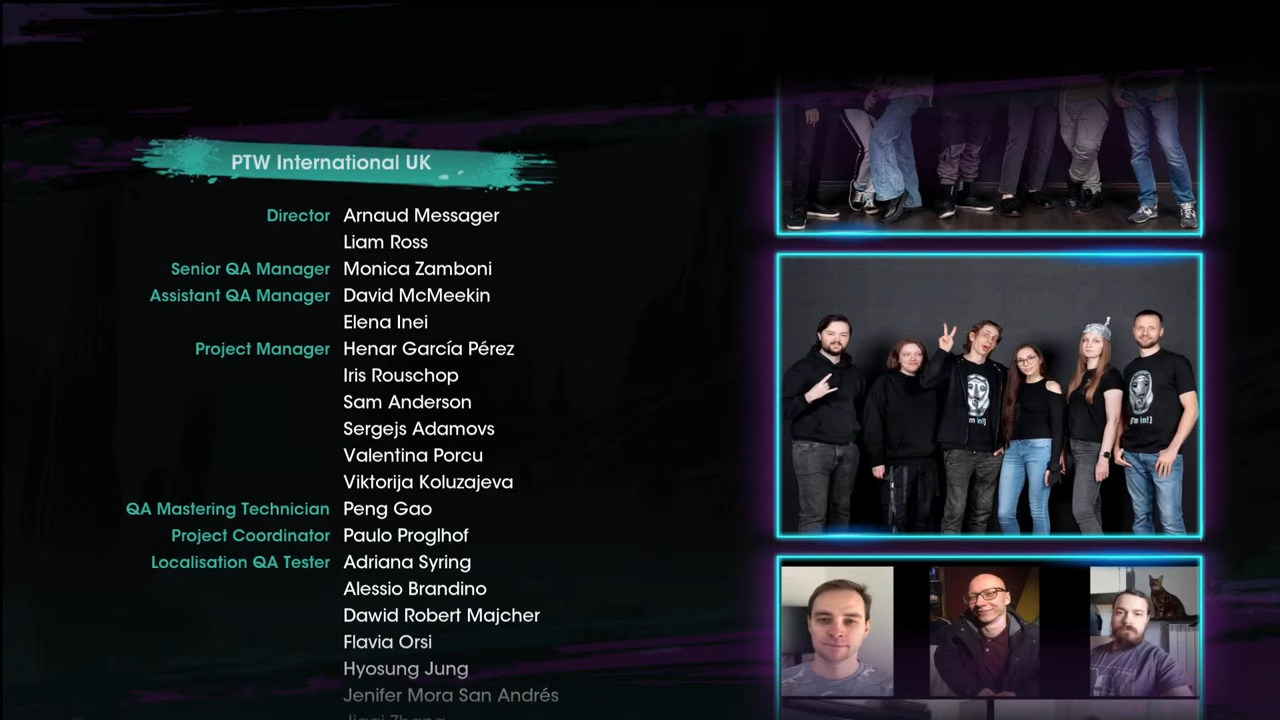 PTW International UK
Director Arnaud Messager
Liam Ross
Senior QA Manager Monica Zamboni
Assistant QA Manager David McMeekin
Elena Inei
Project Manager Henar García Pérez
Iris Rouschop
Sam Anderson
Sergejs Adamovs
Valentina Porcu
Viktorija Koluzajeva
QA Mastering Technician Peng Gao
Project Coordinator Paulo Proglhof
Localisation QA Tester Adriana Syring
Alessio Brandino
Dawid Robert Majcher
Flavia Orsi
Hyosung Jung
Jenifer Mora San Andrés
[I'm in!]